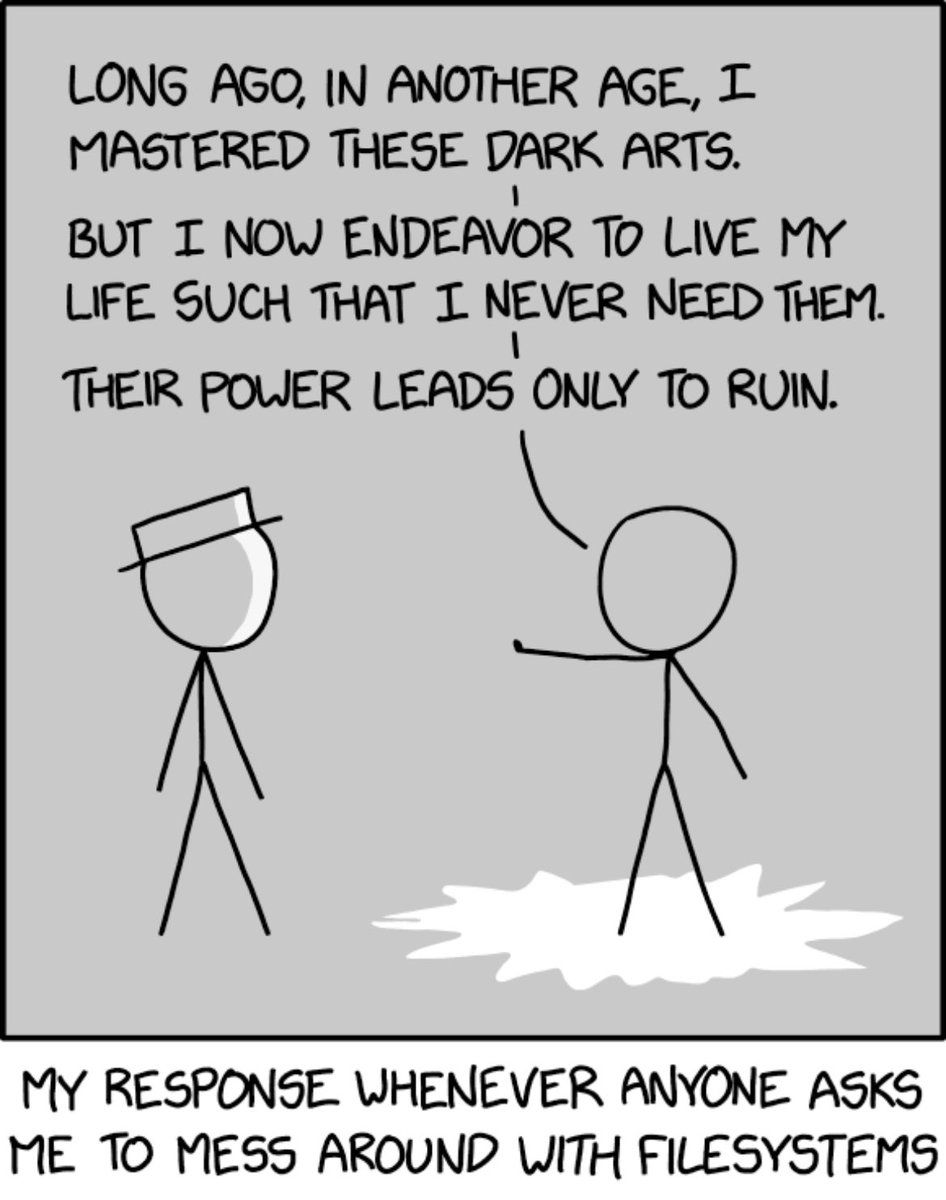 LONG AGO, IN ANOTHER AGE, I
MASTERED THESE DARK ARTS.
BUT I NOW ENDEAVOR TO LIVE MY
LIFE SUCH THAT I NEVER NEED THEM.
THEIR POWER LEADS ONLY TO RUIN.
MY RESPONSE WHENEVER ANYONE ASKS
ME TO MESS AROUND WITH FILESYSTEMS